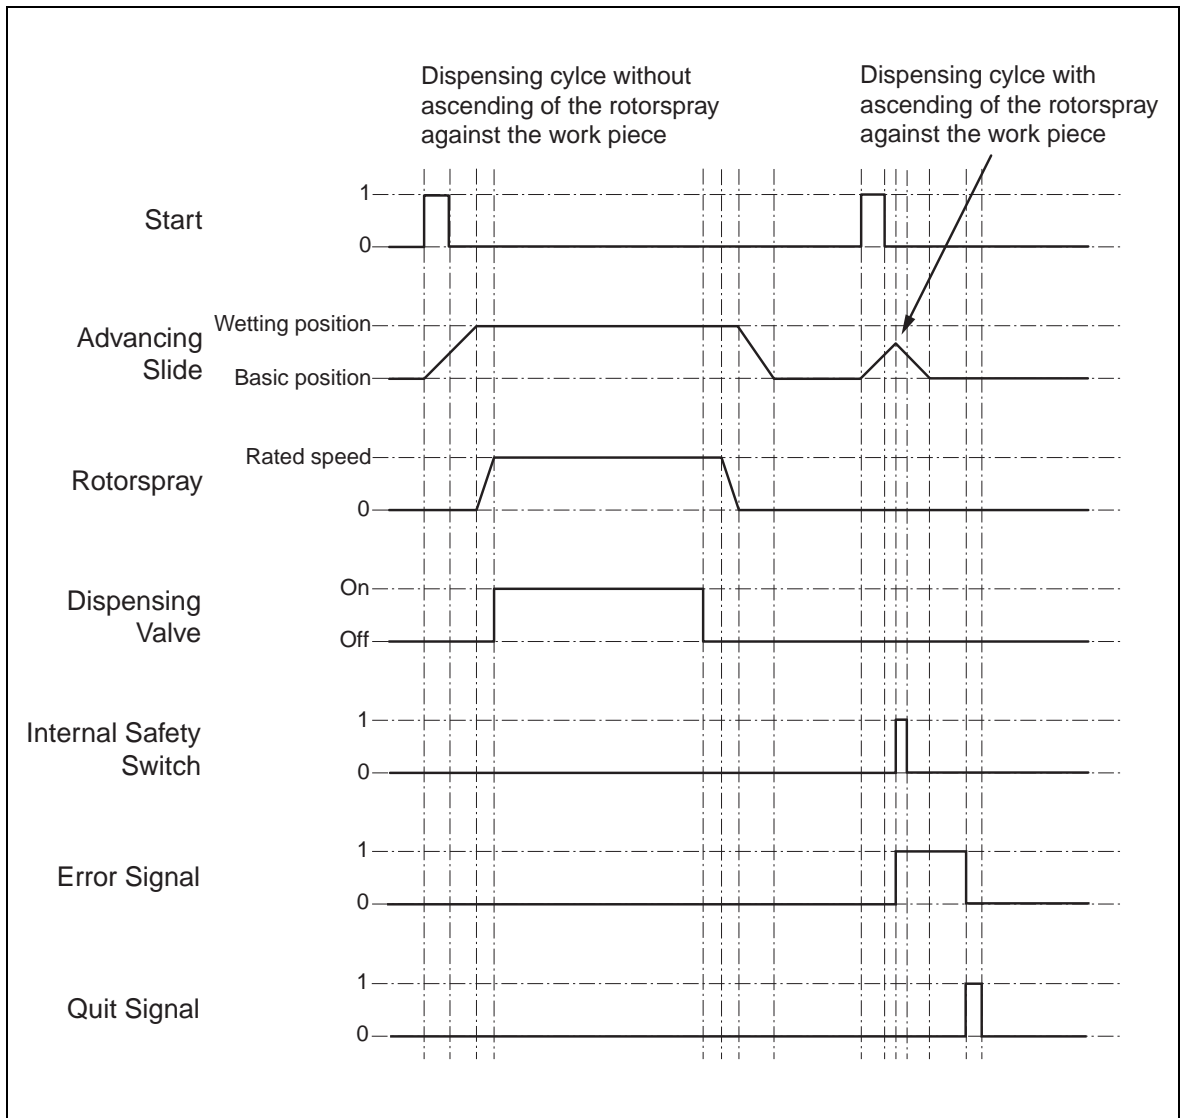 Dispensing cylce without
ascending of the rotorspray
against the work piece
Dispensing cylce with
ascending of the rotorspray
against the work piece
Start
1
0
Advancing
Slide
Wetting position
Basic position
Rotorspray
Rated speed
0
Dispensing
Valve
On
Off
Internal Safety
Switch
1
0
Error Signal
1
0
Quit Signal
1
0